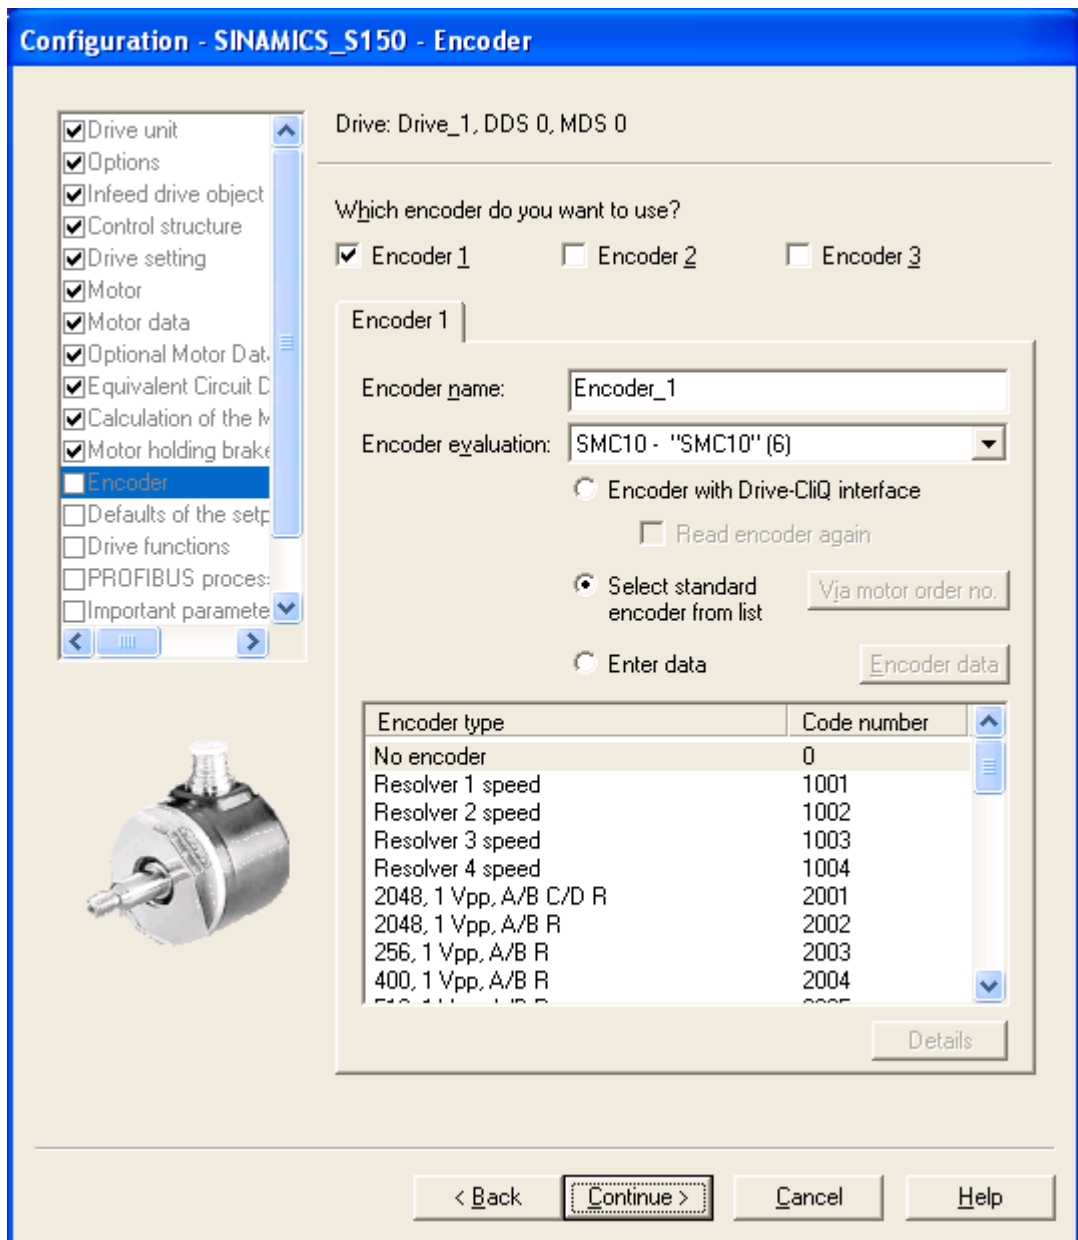 Configuration - SINAMICS_S150 - Encoder
Drive unit
Options
Infeed drive object
Control structure
Drive setting
Motor
Motor data
Optional Motor Dat
Equivalent Circuit D
Calculation of the M
Motor holding brake
Encoder
Defaults of the setp
Drive functions
PROFIBUS process
Important paramete
Drive: Drive_1, DDS 0, MDS 0
Which encoder do you want to use?
Encoder 1 Encoder 2 Encoder 3
Encoder 1
Encoder name: Encoder_1
Encoder evaluation: SMC10 - "SMC10" (6)
Encoder with Drive-CliQ interface
Read encoder again
Select standard encoder from list Via motor order no.
Enter data Encoder data
Encoder type Code number
No encoder 0
Resolver 1 speed 1001
Resolver 2 speed 1002
Resolver 3 speed 1003
Resolver 4 speed 1004
2048, 1 Vpp, A/B C/D R 2001
2048, 1 Vpp, A/B R 2002
256, 1 Vpp, A/B R 2003
400, 1 Vpp, A/B R 2004
Details
< Back Continue > Cancel Help